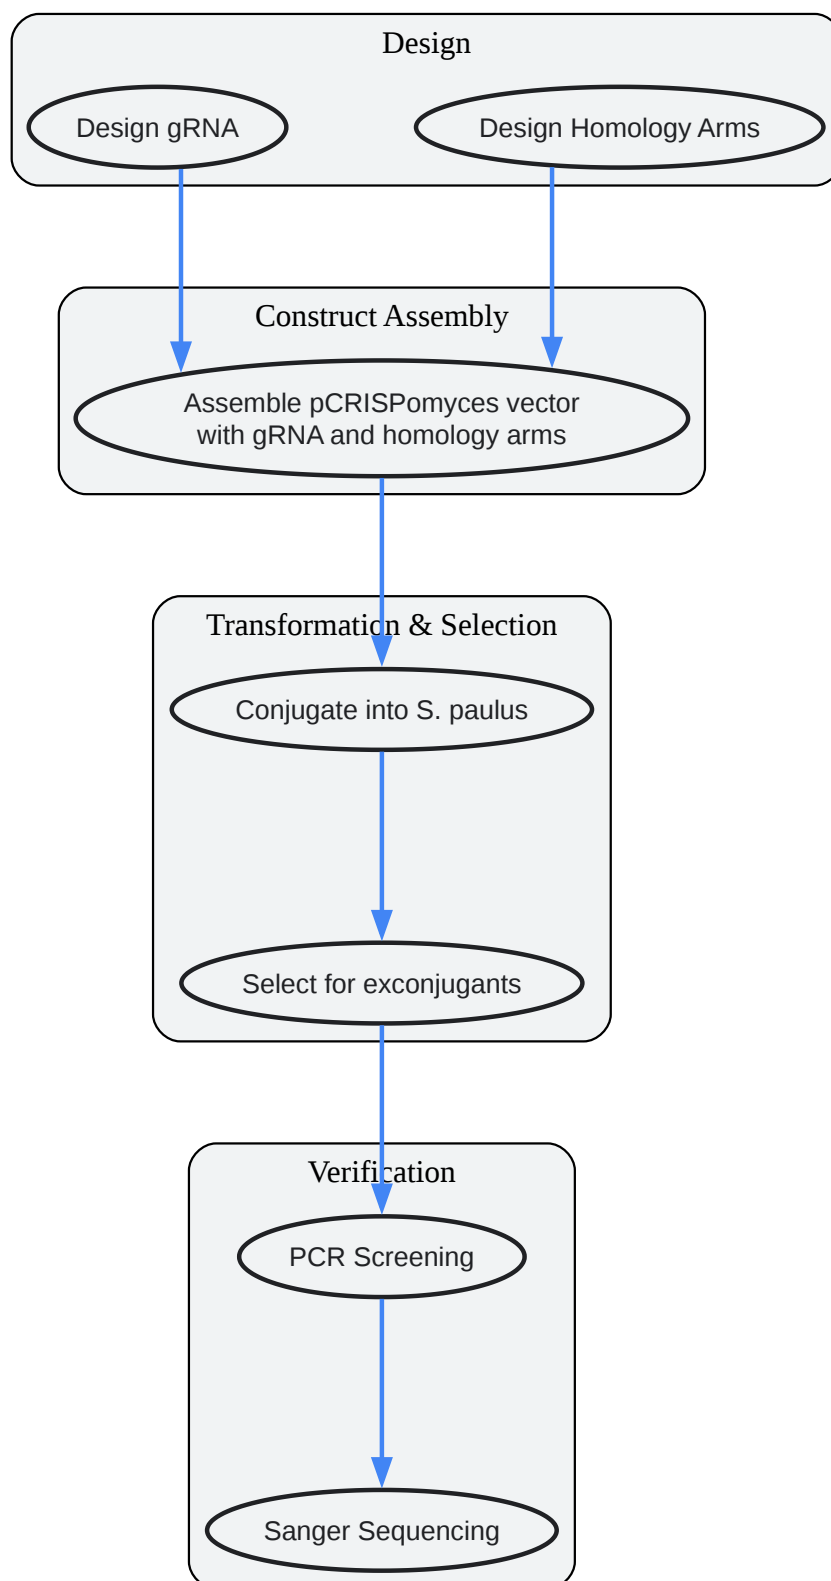 Design
Design gRNA
Design Homology Arms
Construct Assembly
Assemble pCRISPomyces vector
with gRNA and homology arms
Transformation & Selection
Conjugate into S. paulus
Select for exconjugants
Verification
PCR Screening
Sanger Sequencing